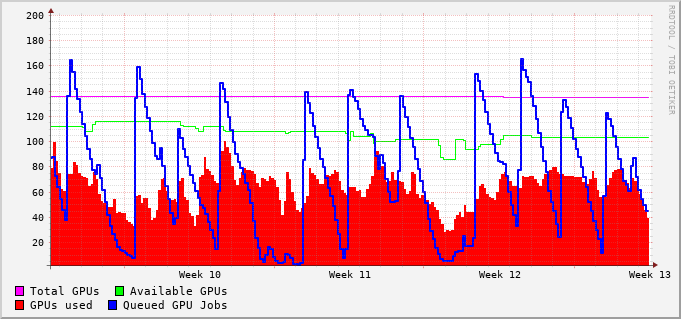 200
180
160
140
120
100
80
60
40
20
Week 10 Week 11 Week 12 Week 13
Total GPUs Available GPUs
GPUs used Queued GPU Jobs
RRDTOOL / TOBI OETIKER